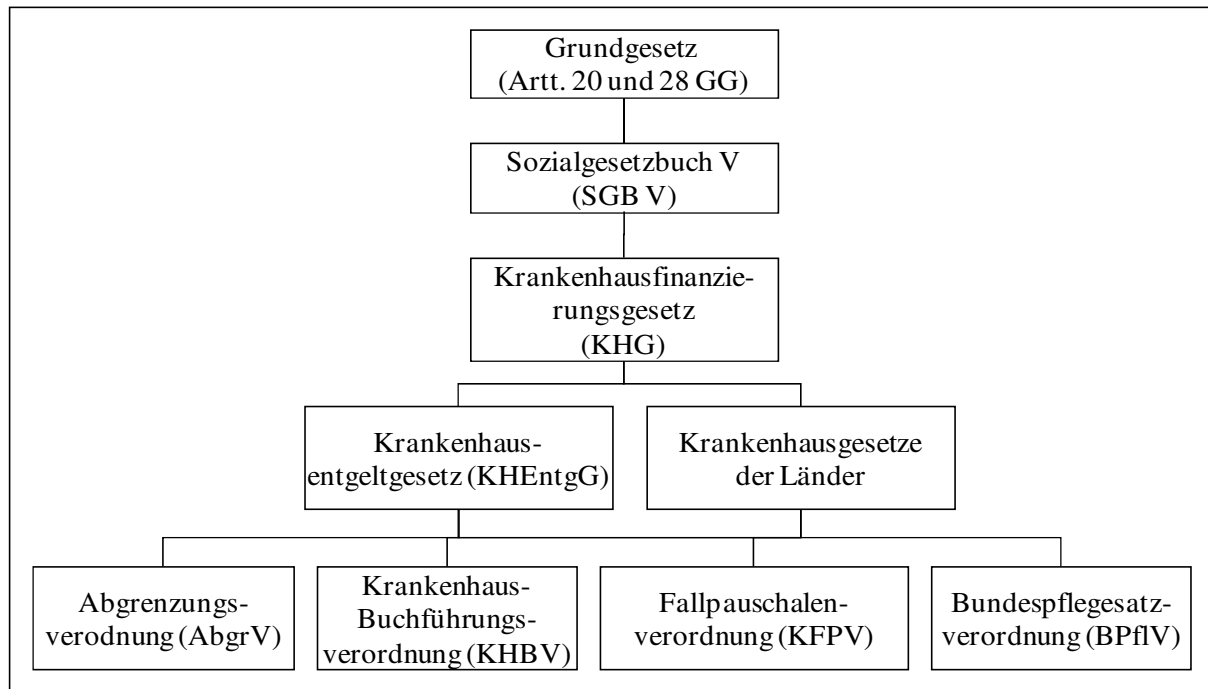 Grundgesetz
(Artt. 20 und 28 GG)
Sozialgesetzbuch V
(SGB V)
Krankenhausfinanzie-
rungsgesetz
(KHG)
Krankenhaus-
entgeltgesetz (KHEntgG)
Krankenhausgesetze
der Länder
Abgrenzungs-
verodnung (AbgrV)
Krankenhaus-
Buchführungs-
verordnung (KHBV)
Fallpauschalen-
verordnung (KFPV)
Bundespflegesatz-
verordnung (BPflV)